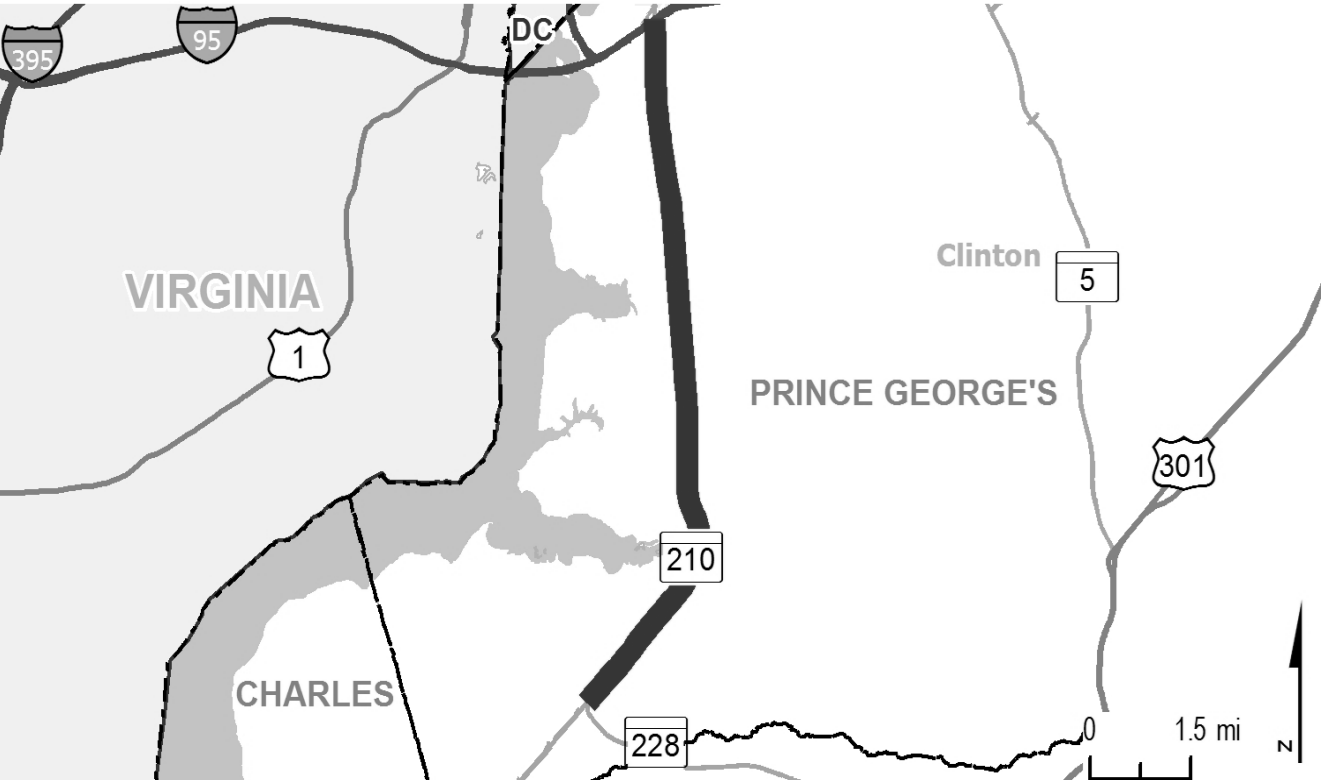 DC
395
95
Clinton
5
VIRGINIA
1
PRINCE GEORGE'S
301
210
CHARLES
228
0
1.5 mi
N